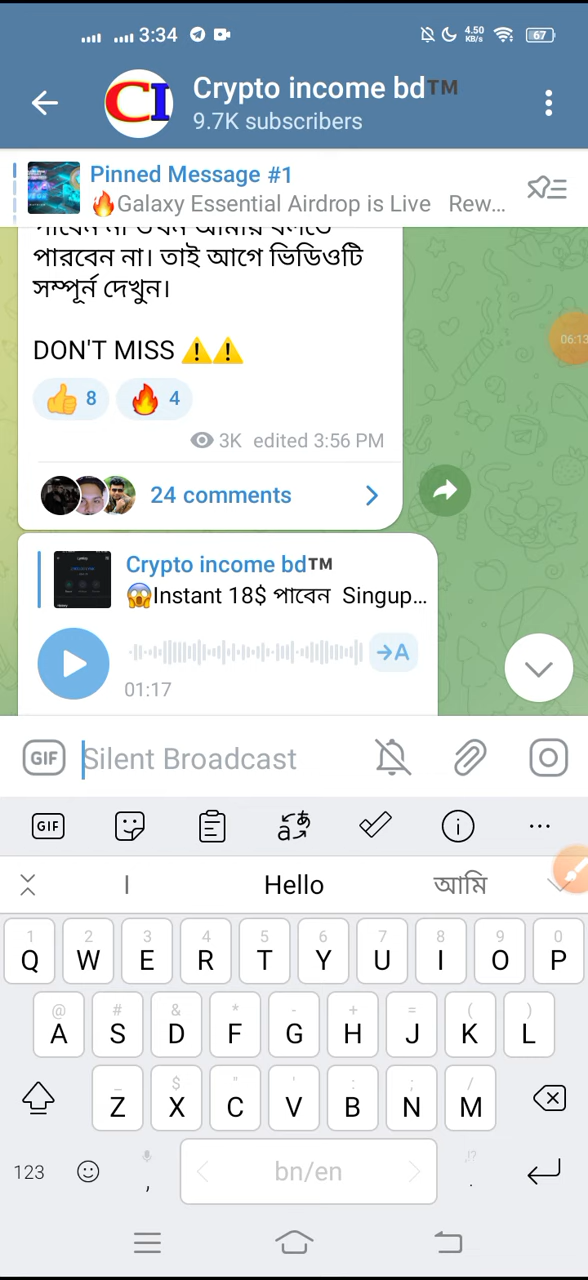 3:34
4.50
KB/s
67
CI
Crypto income bd™
9.7K subscribers
Pinned Message #1
🔥Galaxy Essential Airdrop is Live Rew...
পারবেন না। তাই আগে ভিডিওটি
সম্পূর্ন দেখুন।
DON'T MISS ⚠️⚠️
👍 8 🔥 4
3K edited 3:56 PM
24 comments
06:13
Crypto income bd™
😱Instant 18$ পাবেন Singup...
→A
01:17
GIF Silent Broadcast
GIF
I Hello আমি
1 2 3 4 5 6 7 8 9 0
Q W E R T Y U I O P
@ # & * - + = ( )
A S D F G H J K L
_ $ " ' : ; /
Z X C V B N M
123 , bn/en !? .